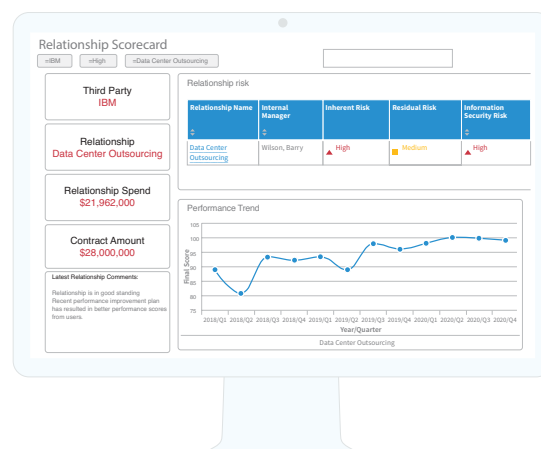 Relationship Scorecard
=IBM
=High
=Data Center Outsourcing
Third Party
IBM
Relationship
Data Center Outsourcing
Relationship Spend
$21,962,000
Contract Amount
$28,000,000
Latest Relationship Comments:
Relationship is in good standing
Recent performance improvement plan
has resulted in better performance scores
from users.
Relationship risk
Relationship Name
Internal
Manager
Inherent Risk
Residual Risk
Information
Security Risk
Data Center
Outsourcing
Wilson, Barry
High
Medium
High
Performance Trend
Final Score
105
100
95
90
85
80
75
2018/Q1 2018/Q2 2018/Q3 2018/Q4 2019/Q1 2019/Q2 2019/Q3 2019/Q4 2020/Q1 2020/Q2 2020/Q3 2020/Q4
Year/Quarter
Data Center Outsourcing